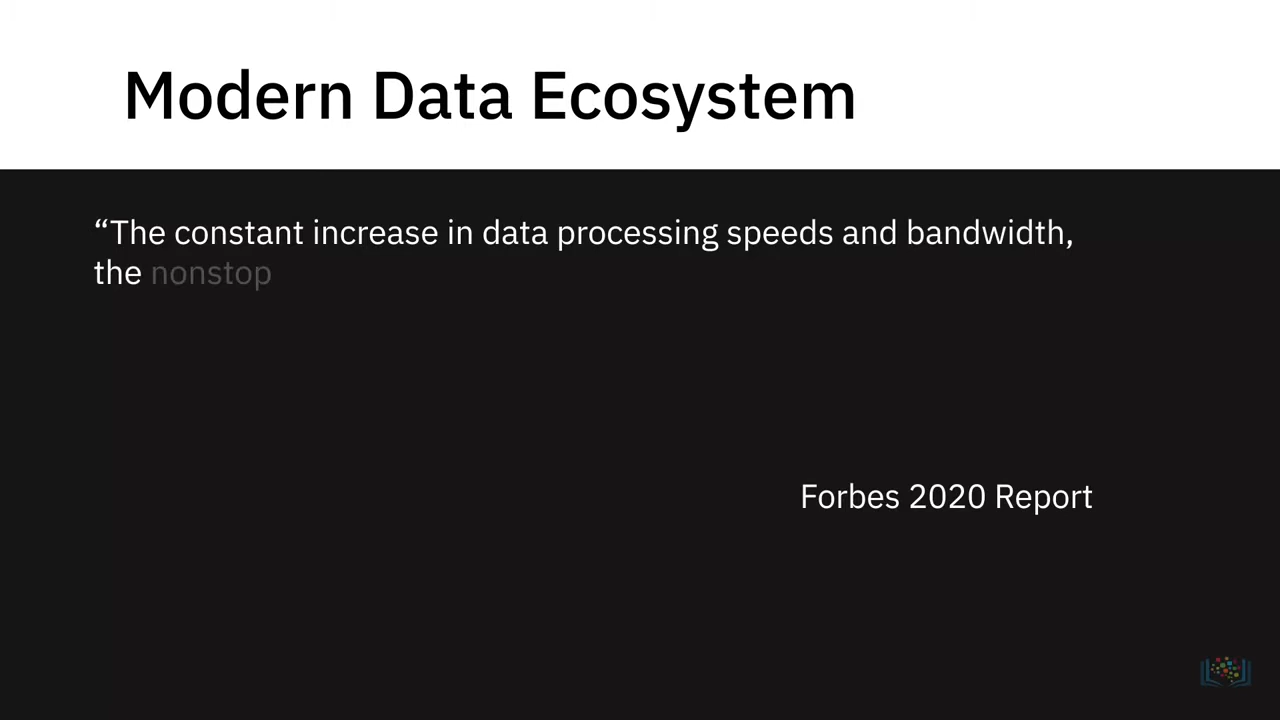 Modern Data Ecosystem
“The constant increase in data processing speeds and bandwidth,
the nonstop
Forbes 2020 Report